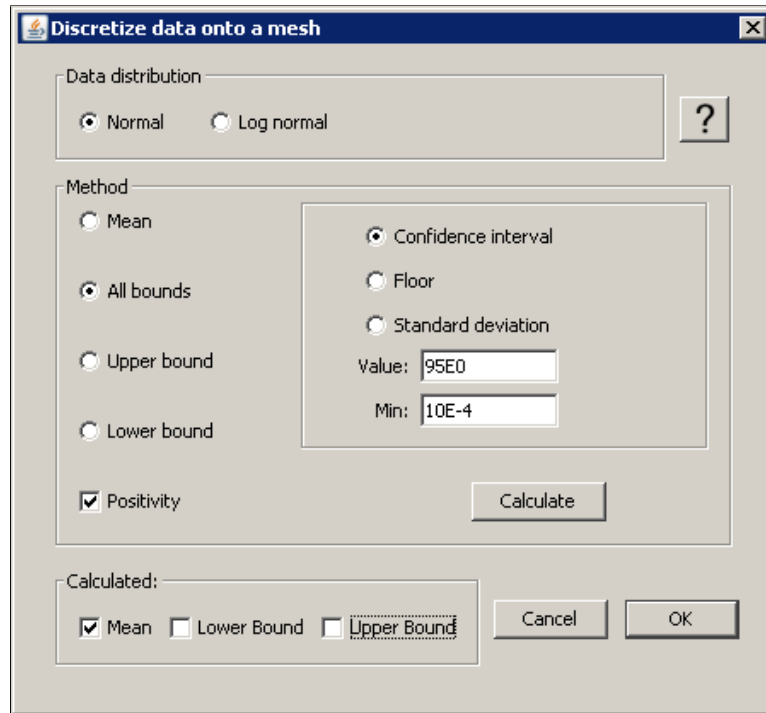 Discretize data onto a mesh
Data distribution
Normal Log normal
?
Method
Mean
All bounds
Upper bound
Lower bound
Positivity
Confidence interval
Floor
Standard deviation
Value: 95E0
Min: 10E-4
Calculate
Calculated:
Mean Lower Bound Upper Bound
Cancel OK